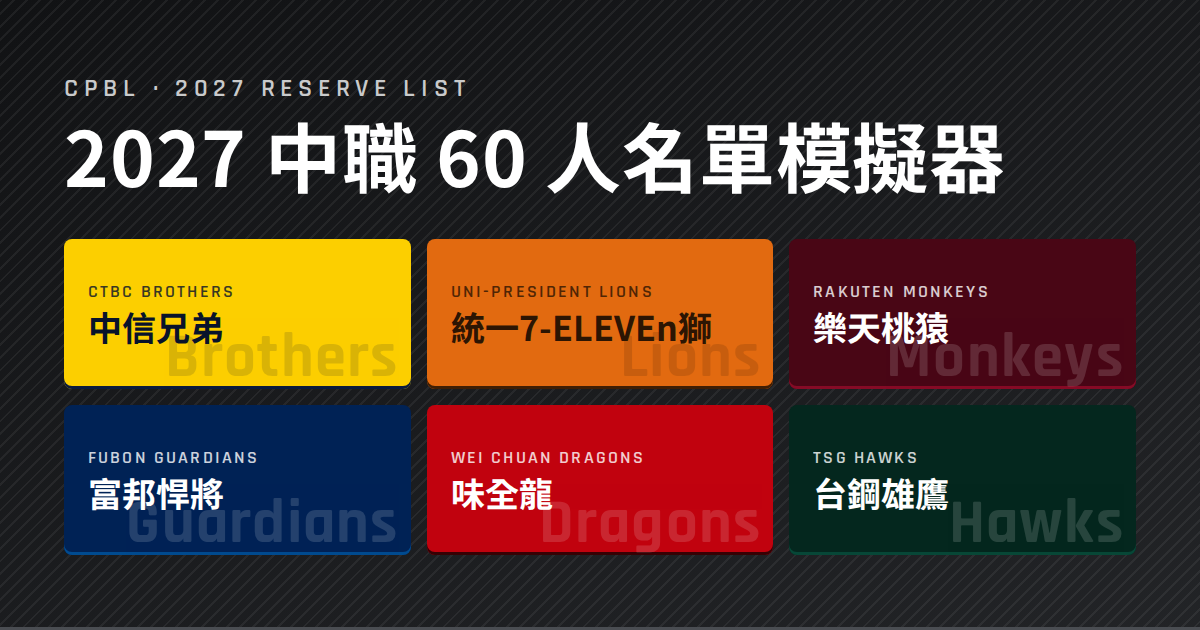 CPBL · 2027 RESERVE LIST
2027 中職 60 人名單模擬器
CTBC BROTHERS
中信兄弟
Brothers
UNI-PRESIDENT LIONS
統一7-ELEVEn獅
Lions
RAKUTEN MONKEYS
樂天桃猿
Monkeys
FUBON GUARDIANS
富邦悍將
Guardians
WEI CHUAN DRAGONS
味全龍
Dragons
TSG HAWKS
台鋼雄鷹
Hawks